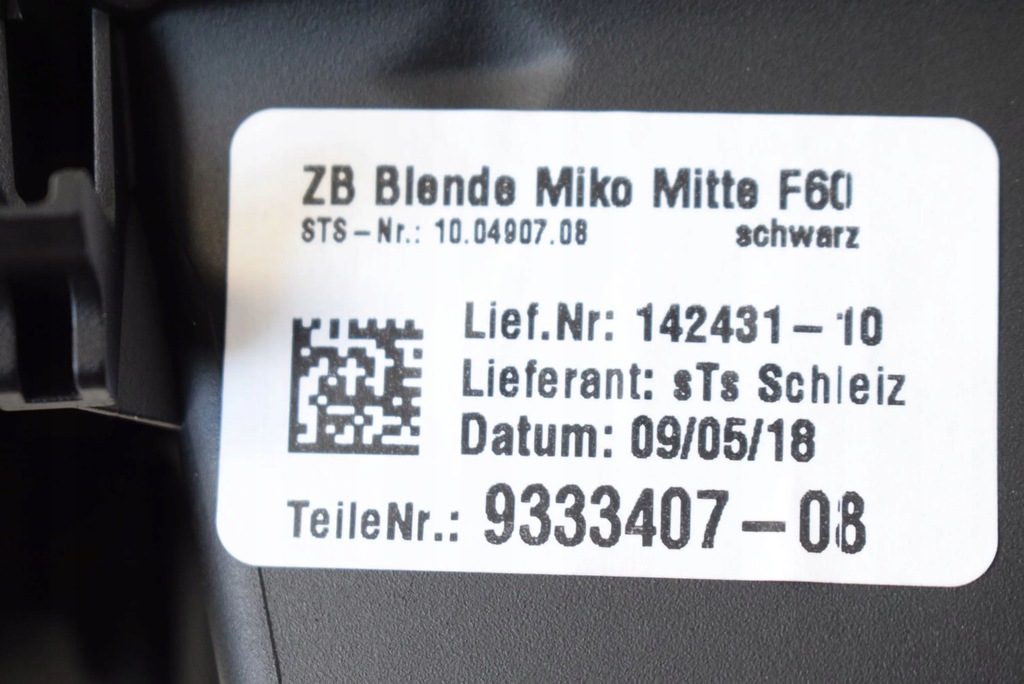 ZB Blende Miko Mitte F60
STS-Nr.: 10.04907.08 schwarz
Lief.Nr: 142431-10
Lieferant: sTs Schleiz
Datum: 09/05/18
TeileNr.: 9333407-08